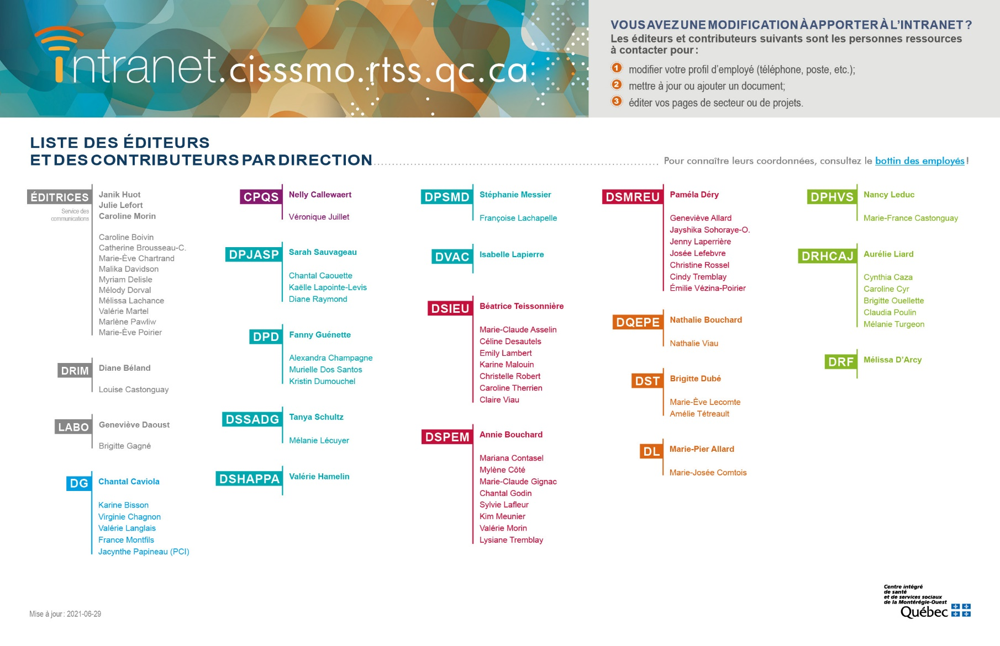 intranet.cisssmo.rtss.qc.ca
VOUS AVEZ UNE MODIFICATION À APPORTER À L'INTRANET ?
Les éditeurs et contributeurs suivants sont les personnes ressources
à contacter pour :
1 modifier votre profil d'employé (téléphone, poste, etc.);
2 mettre à jour ou ajouter un document;
3 éditer vos pages de secteur ou de projets.
LISTE DES ÉDITEURS
ET DES CONTRIBUTEURS PAR DIRECTION
Pour connaître leurs coordonnées, consultez le bottin des employés !
ÉDITRICES
Service des
communications
Janik Huot
Julie Lefort
Caroline Morin
Caroline Boivin
Catherine Brousseau-C.
Marie-Ève Chartrand
Malika Davidson
Myriam Delisle
Mélody Dorval
Mélissa Lachance
Valérie Martel
Marlène Pawliw
Marie-Ève Poirier
DRIM
Diane Béland
Louise Castonguay
LABO
Geneviève Daoust
Brigitte Gagné
DG
Chantal Caviola
Karine Bisson
Virginie Chagnon
Valérie Langlais
France Montfils
Jacynthe Papineau (PCI)
CPQS
Nelly Callewaert
Véronique Juillet
DPJASP
Sarah Sauvageau
Chantal Caouette
Kaëlle Lapointe-Levis
Diane Raymond
DPD
Fanny Guénette
Alexandra Champagne
Murielle Dos Santos
Kristin Dumouchel
DSSADG
Tanya Schultz
Mélanie Lécuyer
DSHAPPA
Valérie Hamelin
DPSMD
Stéphanie Messier
Françoise Lachapelle
DVAC
Isabelle Lapierre
DSIEU
Béatrice Teissonnière
Marie-Claude Asselin
Céline Desautels
Emily Lambert
Karine Malouin
Christelle Robert
Caroline Therrien
Claire Viau
DSPEM
Annie Bouchard
Mariana Contasel
Mylène Côté
Marie-Claude Gignac
Chantal Godin
Sylvie Lafleur
Kim Meunier
Valérie Morin
Lysiane Tremblay
DSMREU
Paméla Déry
Geneviève Allard
Jayshika Sohoraye-O.
Jenny Laperrière
Josée Lefebvre
Christine Rossel
Cindy Tremblay
Émilie Vézina-Poirier
DQEPE
Nathalie Bouchard
Nathalie Viau
DST
Brigitte Dubé
Marie-Ève Lecomte
Amélie Tétreault
DL
Marie-Pier Allard
Marie-Josée Comtois
DPHVS
Nancy Leduc
Marie-France Castonguay
DRHCAJ
Aurélie Liard
Cynthia Caza
Caroline Cyr
Brigitte Ouellette
Claudia Poulin
Mélanie Turgeon
DRF
Mélissa D'Arcy
Mise à jour : 2021-06-29
Centre intégré
de santé
et de services sociaux
de la Montérégie-Ouest
Québec